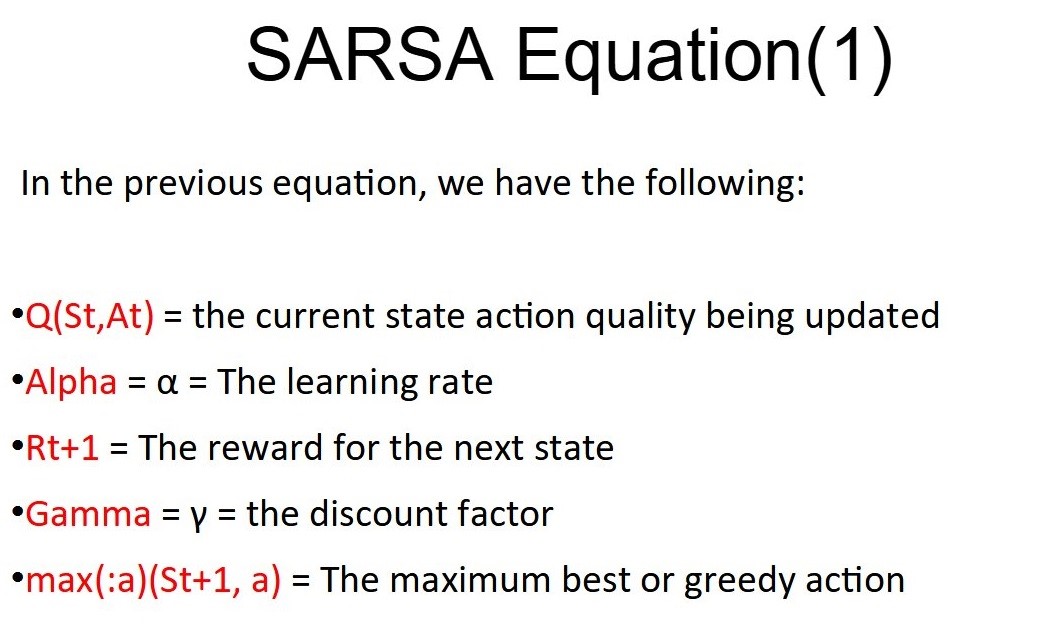 SARSA Equation(1)
In the previous equation, we have the following:
•Q(St,At) = the current state action quality being updated
•Alpha = α = The learning rate
•Rt+1 = The reward for the next state
•Gamma = γ = the discount factor
•max(:a)(St+1, a) = The maximum best or greedy action